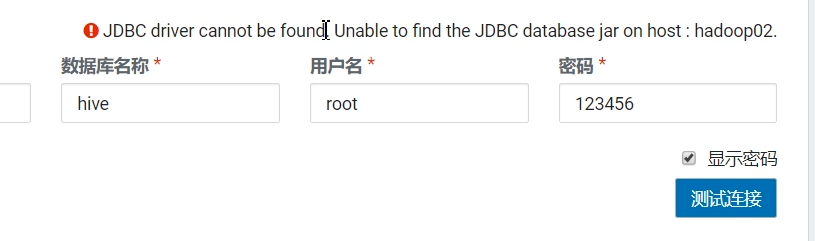 JDBC driver cannot be found. Unable to find the JDBC database jar on host : hadoop02.
数据库名称 * 用户名 * 密码 *
hive root 123456
显示密码
测试连接